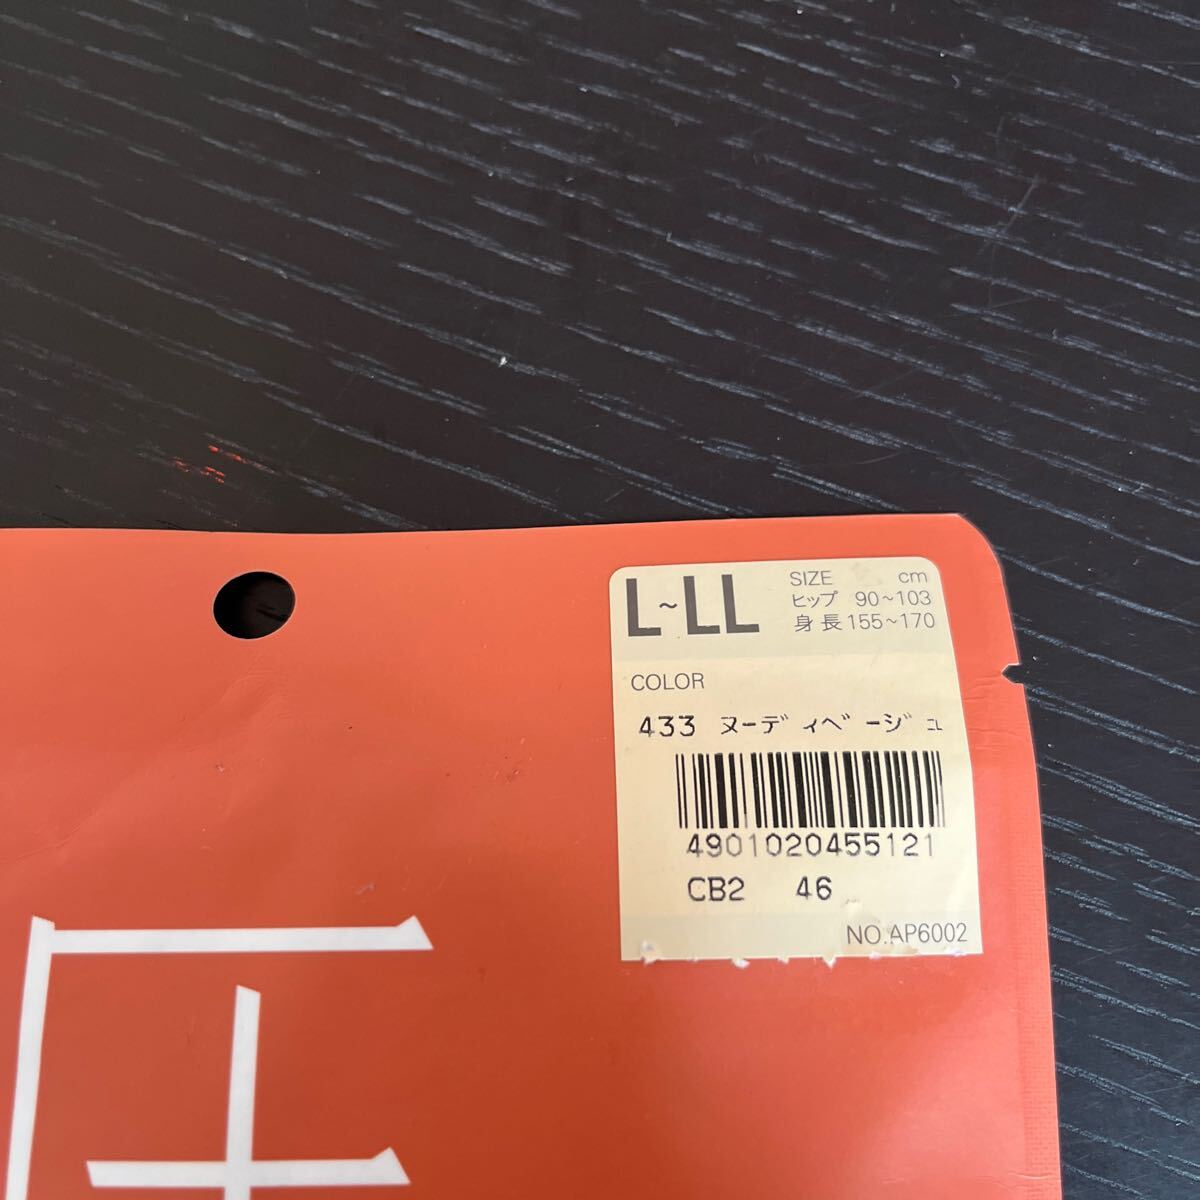 L~LL
SIZE cm
ヒップ 90~103
身長 155~170
COLOR
433 ヌーディベージュ
4901020455121
CB2 46
NO.AP6002
圧